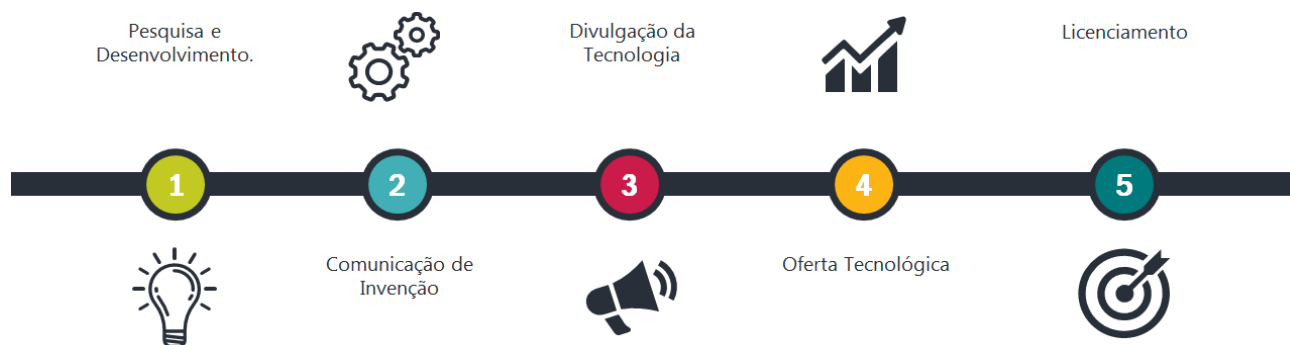 Pesquisa e
Desenvolvimento.
Divulgação da
Tecnologia
Licenciamento
1
2
3
4
5
Comunicação de
Invenção
Oferta Tecnológica